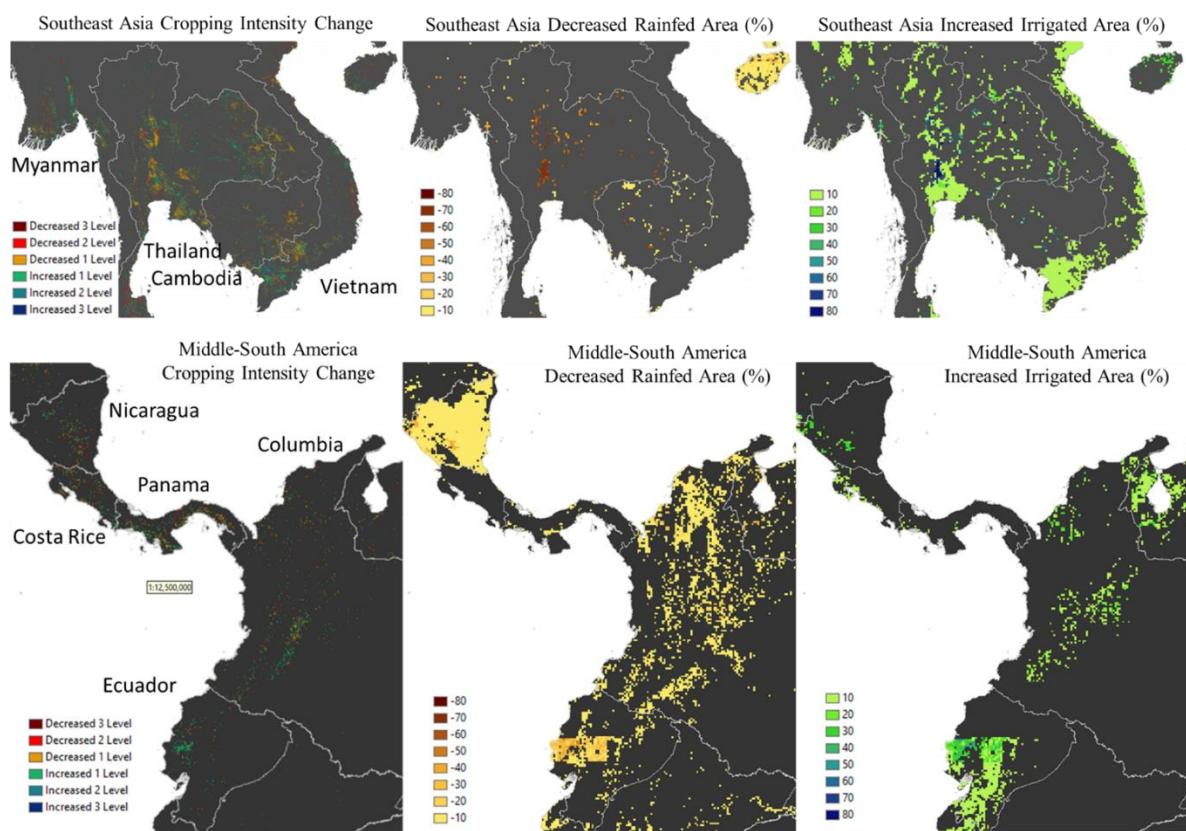 Southeast Asia Cropping Intensity Change
Southeast Asia Decreased Rainfed Area (%)
Southeast Asia Increased Irrigated Area (%)
Myanmar
Thailand
Cambodia
Vietnam
Decreased 3 Level
Decreased 2 Level
Decreased 1 Level
Increased 1 Level
Increased 2 Level
Increased 3 Level
-80
-70
-60
-50
-40
-30
-20
-10
10
20
30
40
50
60
70
80
Middle-South America
Cropping Intensity Change
Middle-South America
Decreased Rainfed Area (%)
Middle-South America
Increased Irrigated Area (%)
Nicaragua
Columbia
Panama
Costa Rice
1:12,500,000
Ecuador
Decreased 3 Level
Decreased 2 Level
Decreased 1 Level
Increased 1 Level
Increased 2 Level
Increased 3 Level
-80
-70
-60
-50
-40
-30
-20
-10
10
20
30
40
50
60
70
80